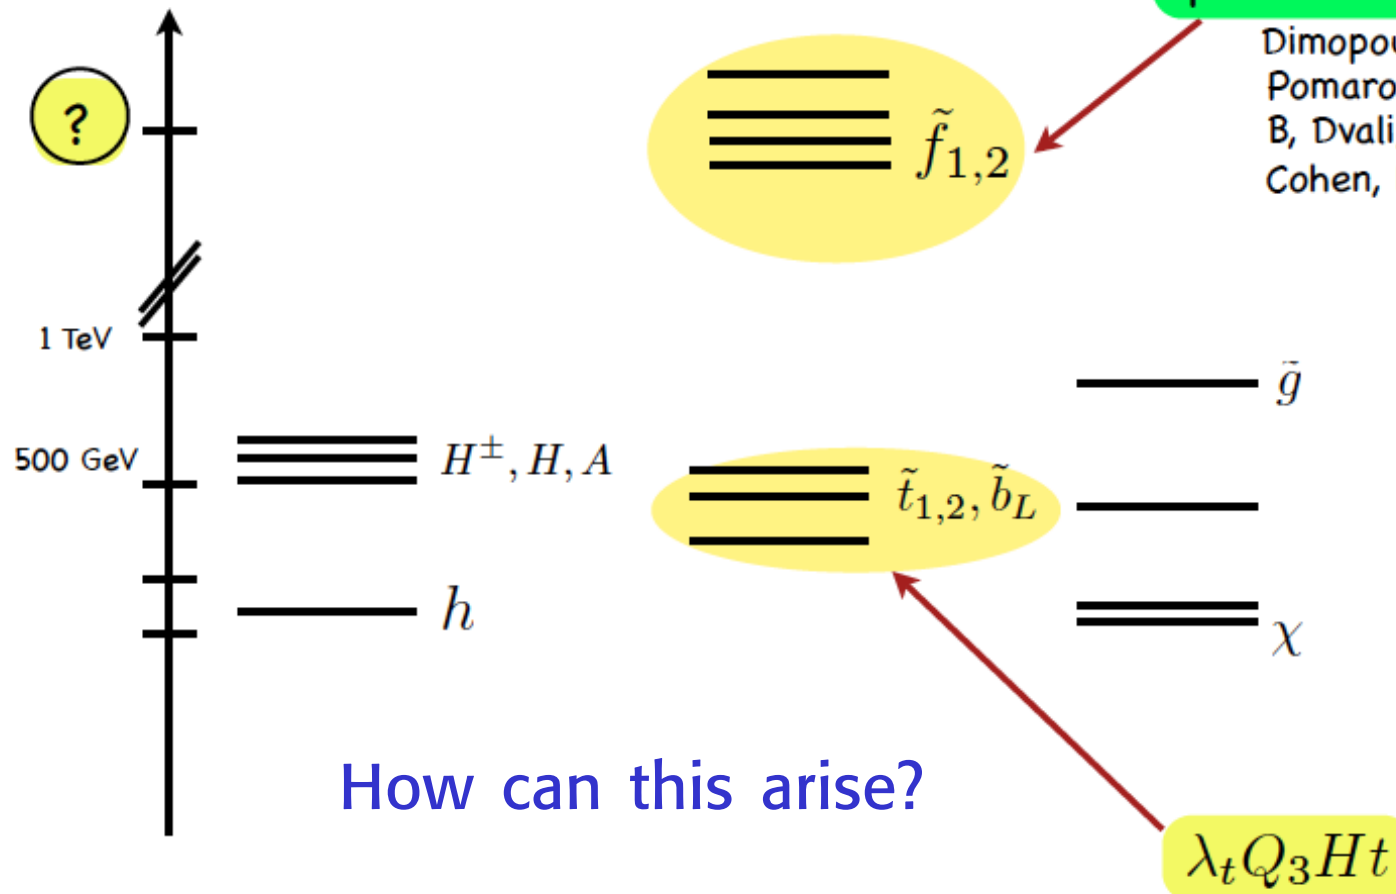 Dimopou
Pomaro
B, Dvali
Cohen,
?
f̃1,2
1 TeV
g̃
500 GeV
H±, H, A
t̃1,2, b̃L
h
χ
How can this arise?
λtQ3Ht